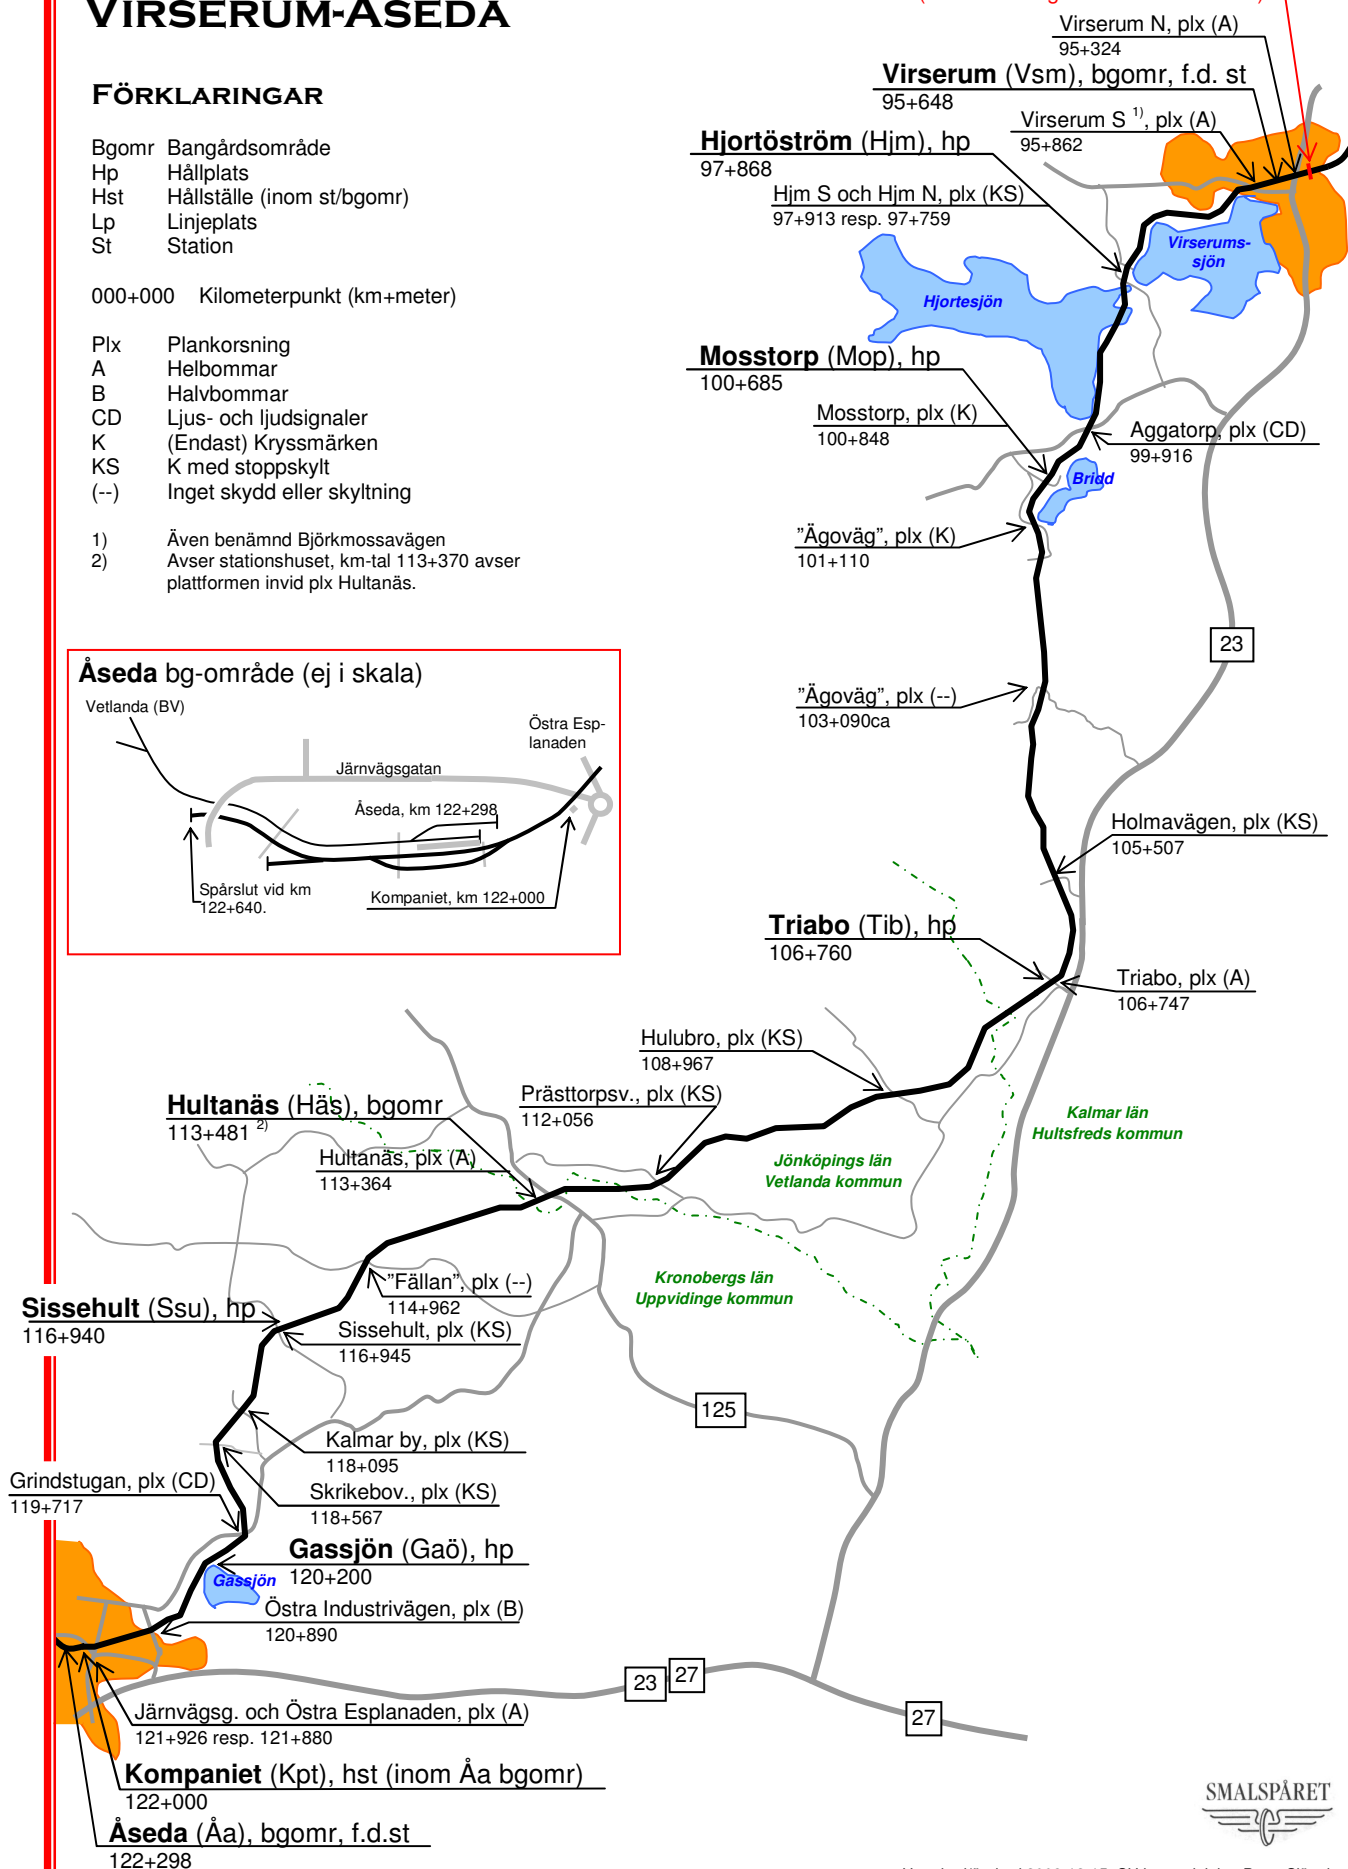 VIRSERUM-ÅSEDA
FÖRKLARINGAR
Bgomr Bangårdsområde
Hp Hållplats
Hst Hållställe (inom st/bgomr)
Lp Linjeplats
St Station
000+000 Kilometerpunkt (km+meter)
Plx Plankorsning
A Helbommar
B Halvbommar
CD Ljus- och ljudsignaler
K (Endast) Kryssmärken
KS K med stoppskylt
(--) Inget skydd eller skyltning
1) Även benämnd Björkmossavägen
2) Avser stationshuset, km-tal 113+370 avser
plattformen invid plx Hultanäs.
Virserum N, plx (A)
95+324
Virserum (Vsm), bgomr, f.d. st
95+648
Virserum S 1), plx (A)
95+862
Hjortöström (Hjm), hp
97+868
Hjm S och Hjm N, plx (KS)
97+913 resp. 97+759
Virserums-
sjön
Hjortesjön
Mosstorp (Mop), hp
100+685
Mosstorp, plx (K)
100+848
Aggatorp, plx (CD)
99+916
Bridd
”Ägoväg”, plx (K)
101+110
23
”Ägoväg”, plx (--)
103+090ca
Åseda bg-område (ej i skala)
Vetlanda (BV)
Östra Esp-
lanaden
Järnvägsgatan
Åseda, km 122+298
Spårslut vid km
122+640.
Kompaniet, km 122+000
Holmavägen, plx (KS)
105+507
Triabo (Tib), hp
106+760
Triabo, plx (A)
106+747
Hulubro, plx (KS)
108+967
Prästtorpsv., plx (KS)
112+056
Hultanäs (Häs), bgomr
113+481 2)
Hultanäs, plx (A)
113+364
Kalmar län
Hultsfreds kommun
Jönköpings län
Vetlanda kommun
Kronobergs län
Uppvidinge kommun
”Fällan”, plx (--)
114+962
Sissehult (Ssu), hp
116+940
Sissehult, plx (KS)
116+945
125
Kalmar by, plx (KS)
118+095
Grindstugan, plx (CD)
119+717
Skrikebov., plx (KS)
118+567
Gassjön (Gaö), hp
120+200
Gassjön
Östra Industrivägen, plx (B)
120+890
23
27
27
Järnvägsg. och Östra Esplanaden, plx (A)
121+926 resp. 121+880
Kompaniet (Kpt), hst (inom Åa bgomr)
122+000
Åseda (Åa), bgomr, f.d.st
122+298
SMALSPÅRET